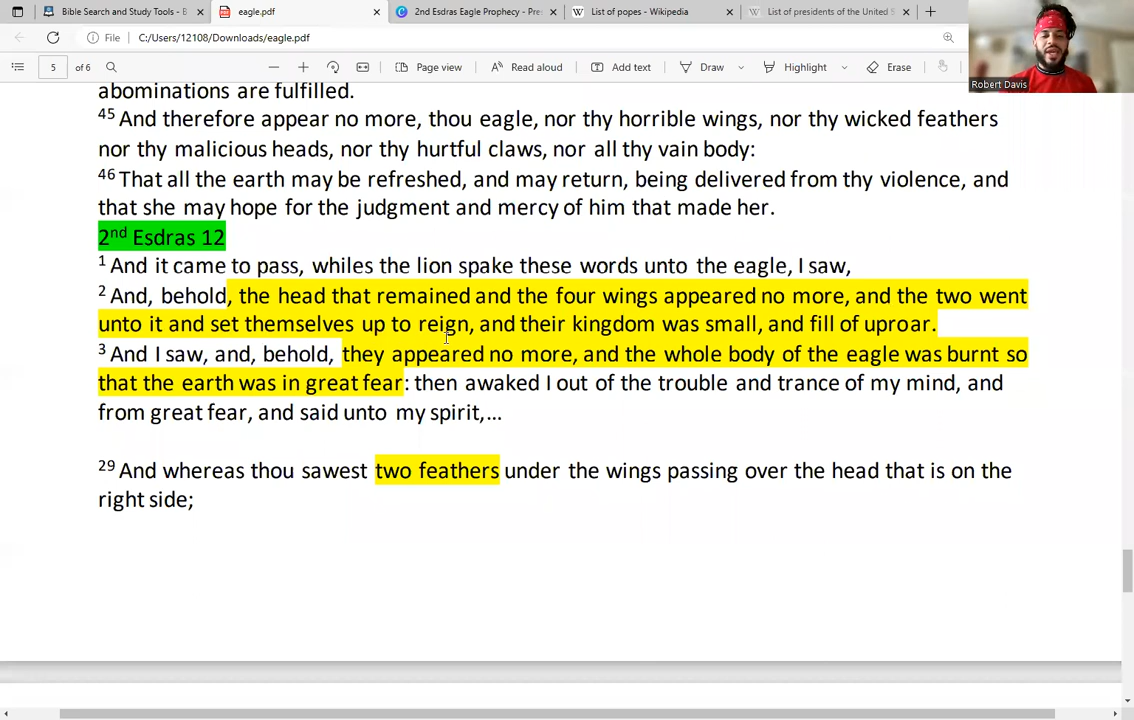 Bible Search and Study Tools - B
eagle.pdf
2nd Esdras Eagle Prophecy - Pre
List of popes - Wikipedia
List of presidents of the United S
File
C:/Users/12108/Downloads/eagle.pdf
5 of 6
Page view
Read aloud
Add text
Draw
Highlight
Erase
Robert Davis
abominations are fulfilled.
45 And therefore appear no more, thou eagle, nor thy horrible wings, nor thy wicked feathers
nor thy malicious heads, nor thy hurtful claws, nor all thy vain body:
46 That all the earth may be refreshed, and may return, being delivered from thy violence, and
that she may hope for the judgment and mercy of him that made her.
2nd Esdras 12
1 And it came to pass, whiles the lion spake these words unto the eagle, I saw,
2 And, behold, the head that remained and the four wings appeared no more, and the two went
unto it and set themselves up to reign, and their kingdom was small, and fill of uproar.
3 And I saw, and, behold, they appeared no more, and the whole body of the eagle was burnt so
that the earth was in great fear: then awaked I out of the trouble and trance of my mind, and
from great fear, and said unto my spirit,...
29 And whereas thou sawest two feathers under the wings passing over the head that is on the
right side;